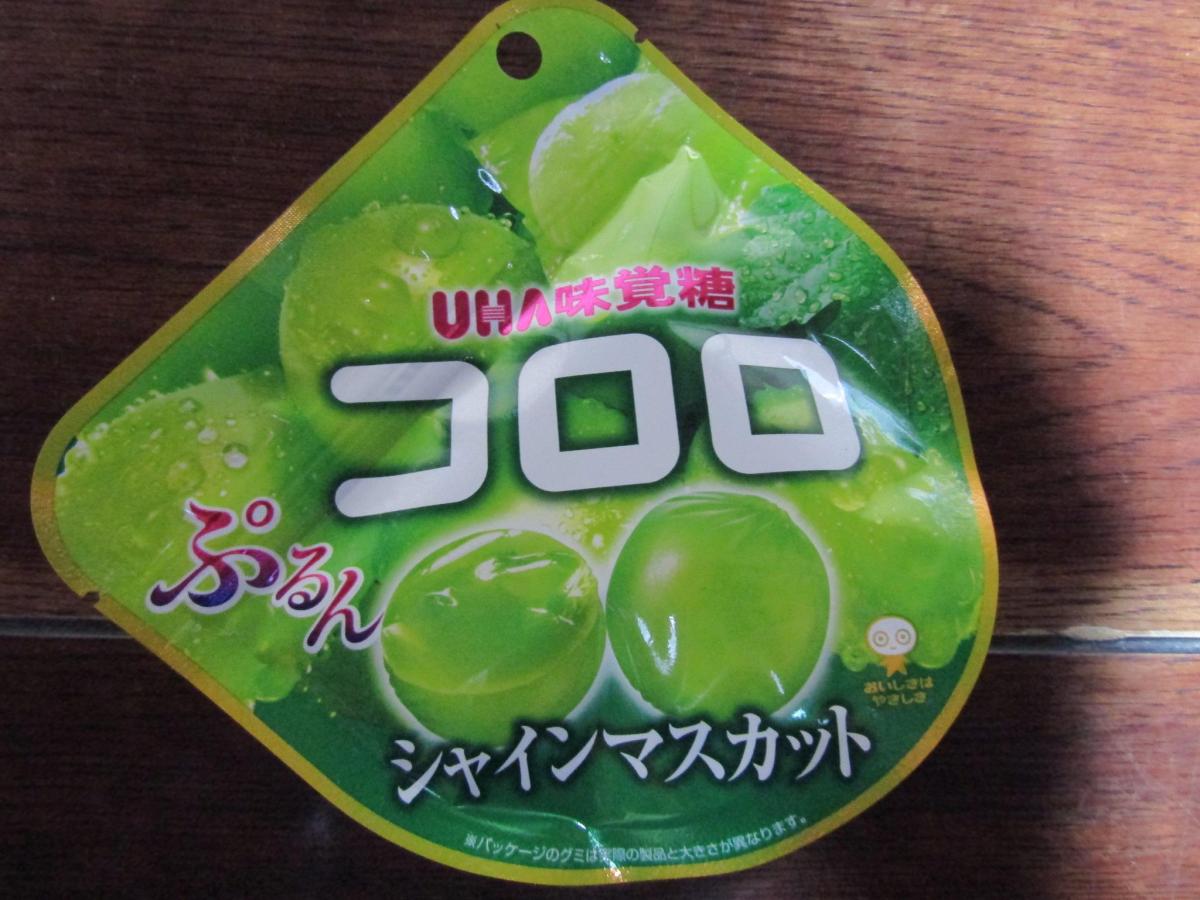 UHA味覚糖
コロロ
ぷるん
おいしさは
やさしさ
シャインマスカット
※パッケージのグミは実際の製品と大きさが異なります。